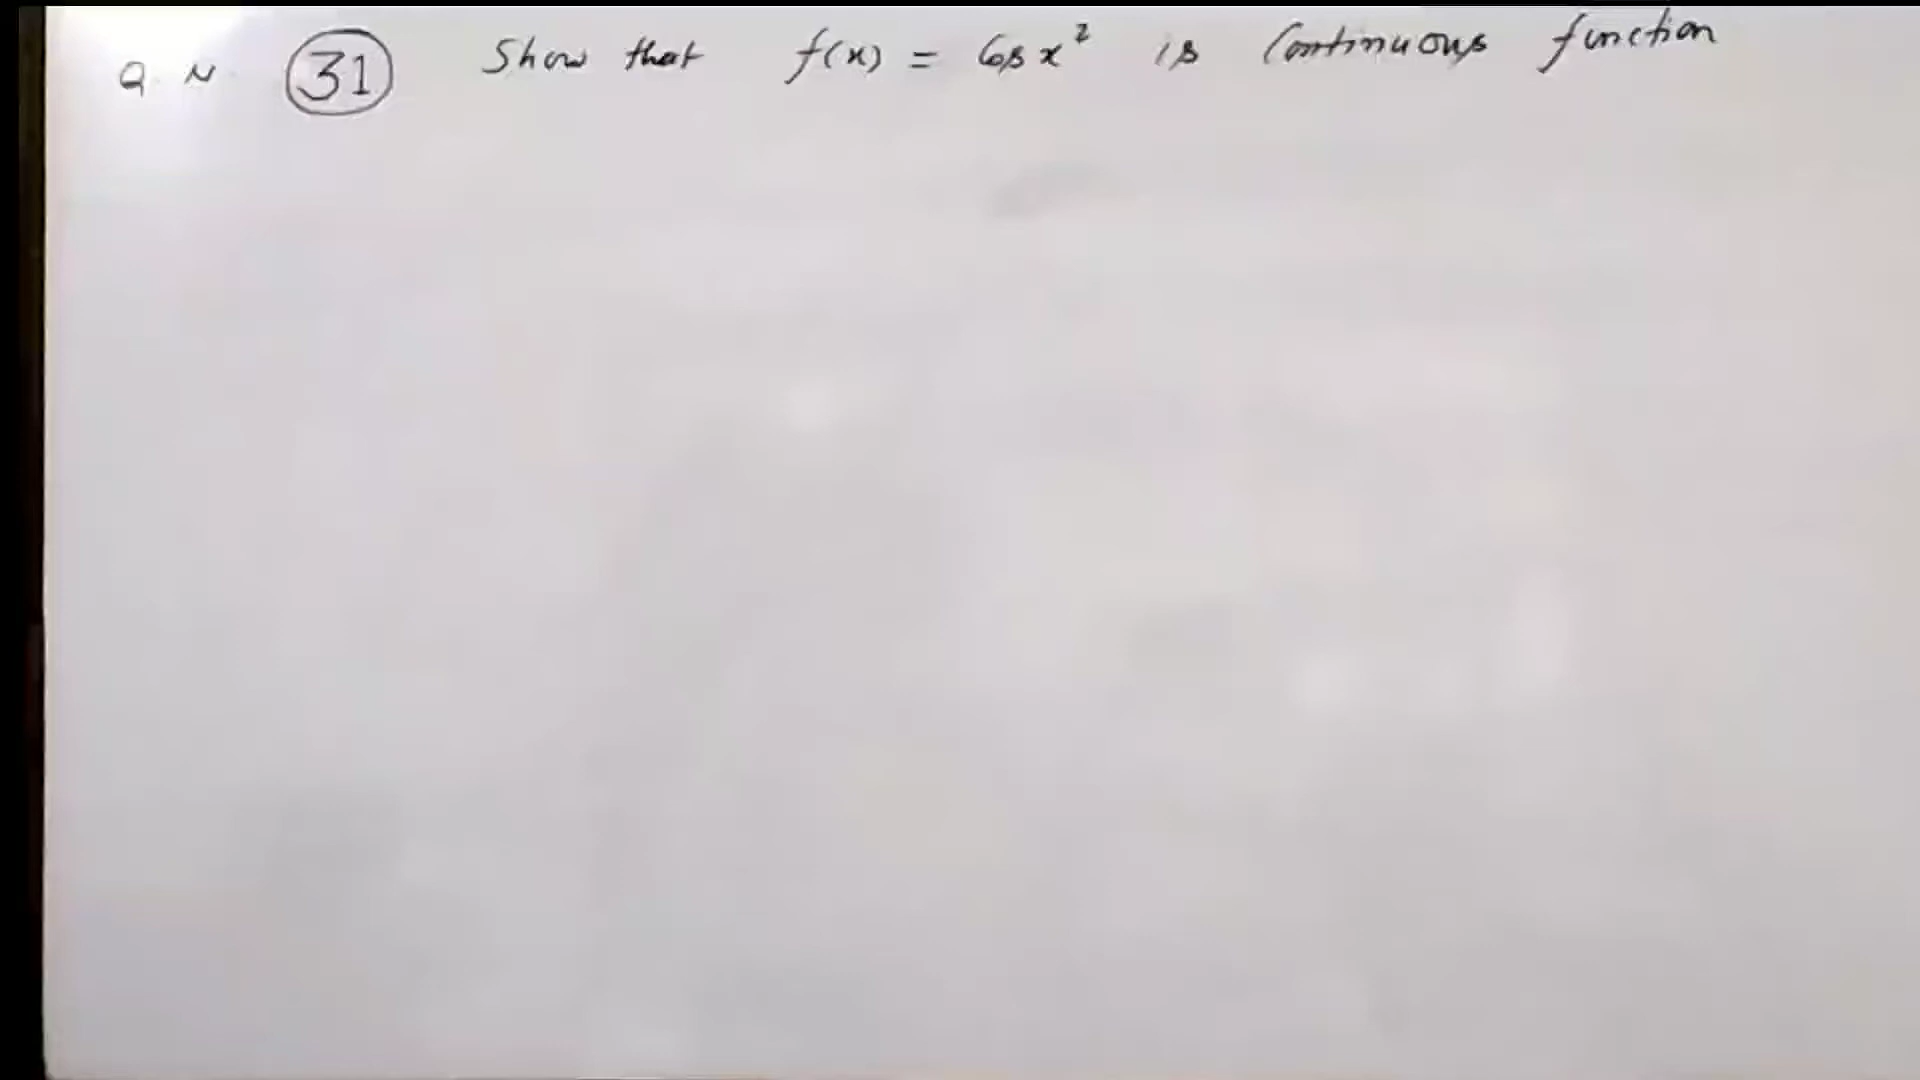 Q. N. 31 Show that f(x) = Cos x² is Continuous function